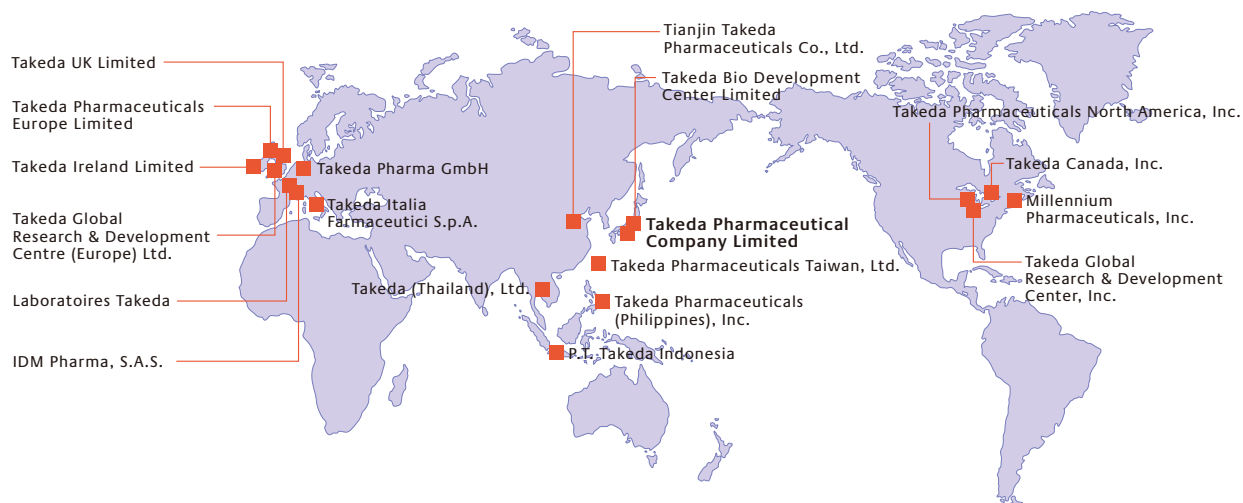 Takeda UK Limited
Takeda Pharmaceuticals
Europe Limited
Takeda Ireland Limited
Takeda Global
Research & Development
Centre (Europe) Ltd.
Laboratoires Takeda
IDM Pharma, S.A.S.
Takeda Pharma GmbH
Takeda Italia
Farmaceutici S.p.A.
Tianjin Takeda
Pharmaceuticals Co., Ltd.
Takeda Bio Development
Center Limited
Takeda Pharmaceutical
Company Limited
Takeda Pharmaceuticals Taiwan, Ltd.
Takeda (Thailand), Ltd.
Takeda Pharmaceuticals
(Philippines), Inc.
P.T. Takeda Indonesia
Takeda Pharmaceuticals North America, Inc.
Takeda Canada, Inc.
Millennium
Pharmaceuticals, Inc.
Takeda Global
Research & Development
Center, Inc.